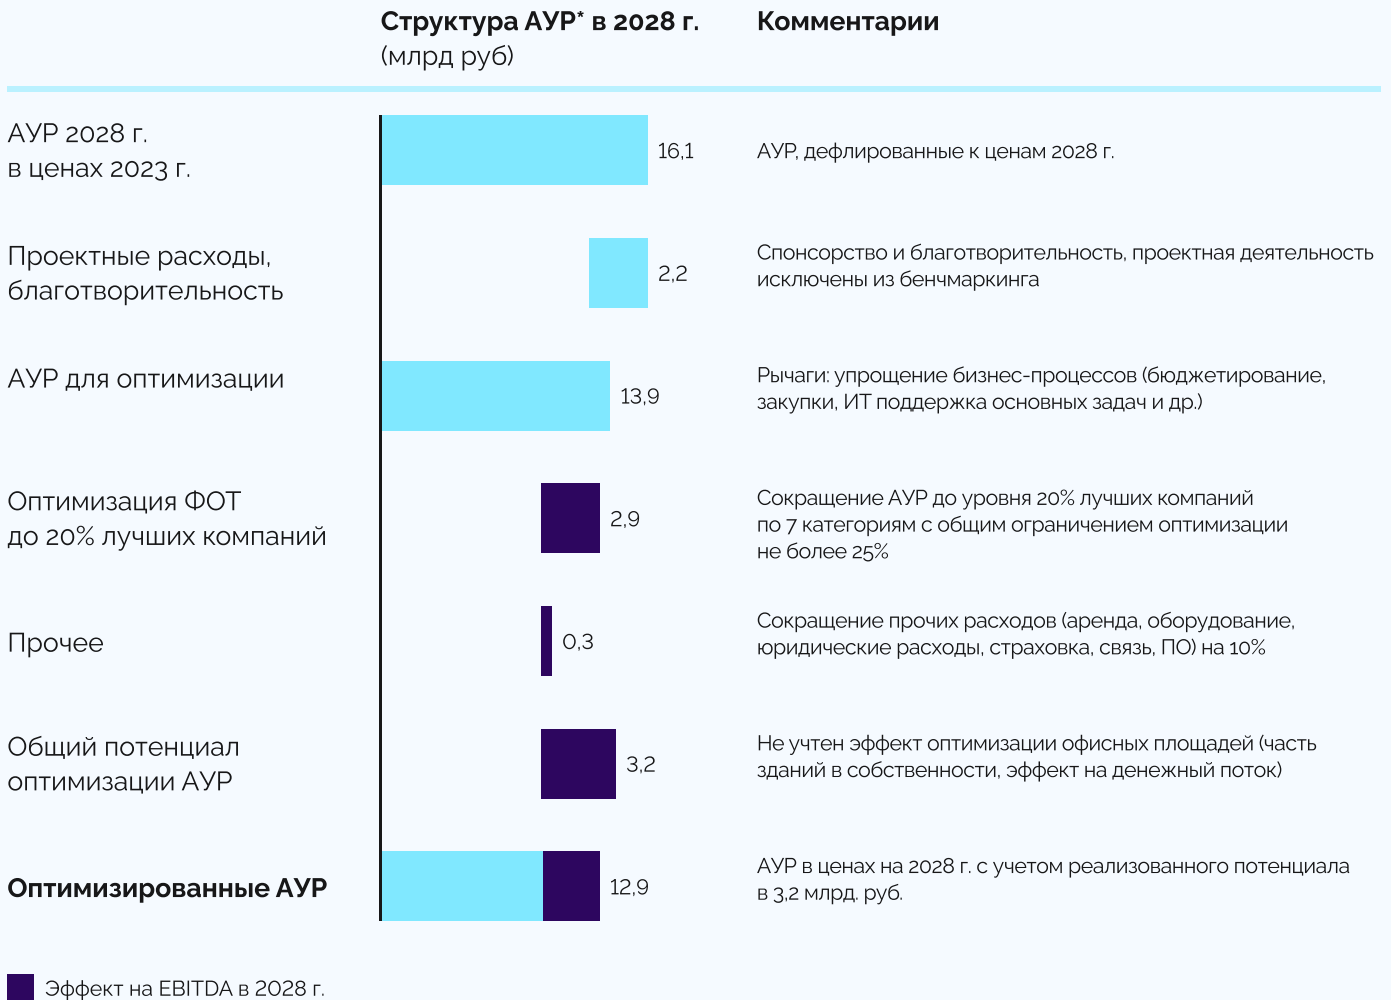 Структура АУР* в 2028 г.
(млрд руб)
Комментарии
АУР 2028 г.
в ценах 2023 г.
16,1
АУР, дефлированные к ценам 2028 г.
Проектные расходы,
благотворительность
2,2
Спонсорство и благотворительность, проектная деятельность
исключены из бенчмаркинга
АУР для оптимизации
13,9
Рычаги: упрощение бизнес-процессов (бюджетирование,
закупки, ИТ поддержка основных задач и др.)
Оптимизация ФОТ
до 20% лучших компаний
2,9
Сокращение АУР до уровня 20% лучших компаний
по 7 категориям с общим ограничением оптимизации
не более 25%
Прочее
0,3
Сокращение прочих расходов (аренда, оборудование,
юридические расходы, страховка, связь, ПО) на 10%
Общий потенциал
оптимизации АУР
3,2
Не учтен эффект оптимизации офисных площадей (часть
зданий в собственности, эффект на денежный поток)
Оптимизированные АУР
12,9
АУР в ценах на 2028 г. с учетом реализованного потенциала
в 3,2 млрд. руб.
Эффект на EBITDA в 2028 г.